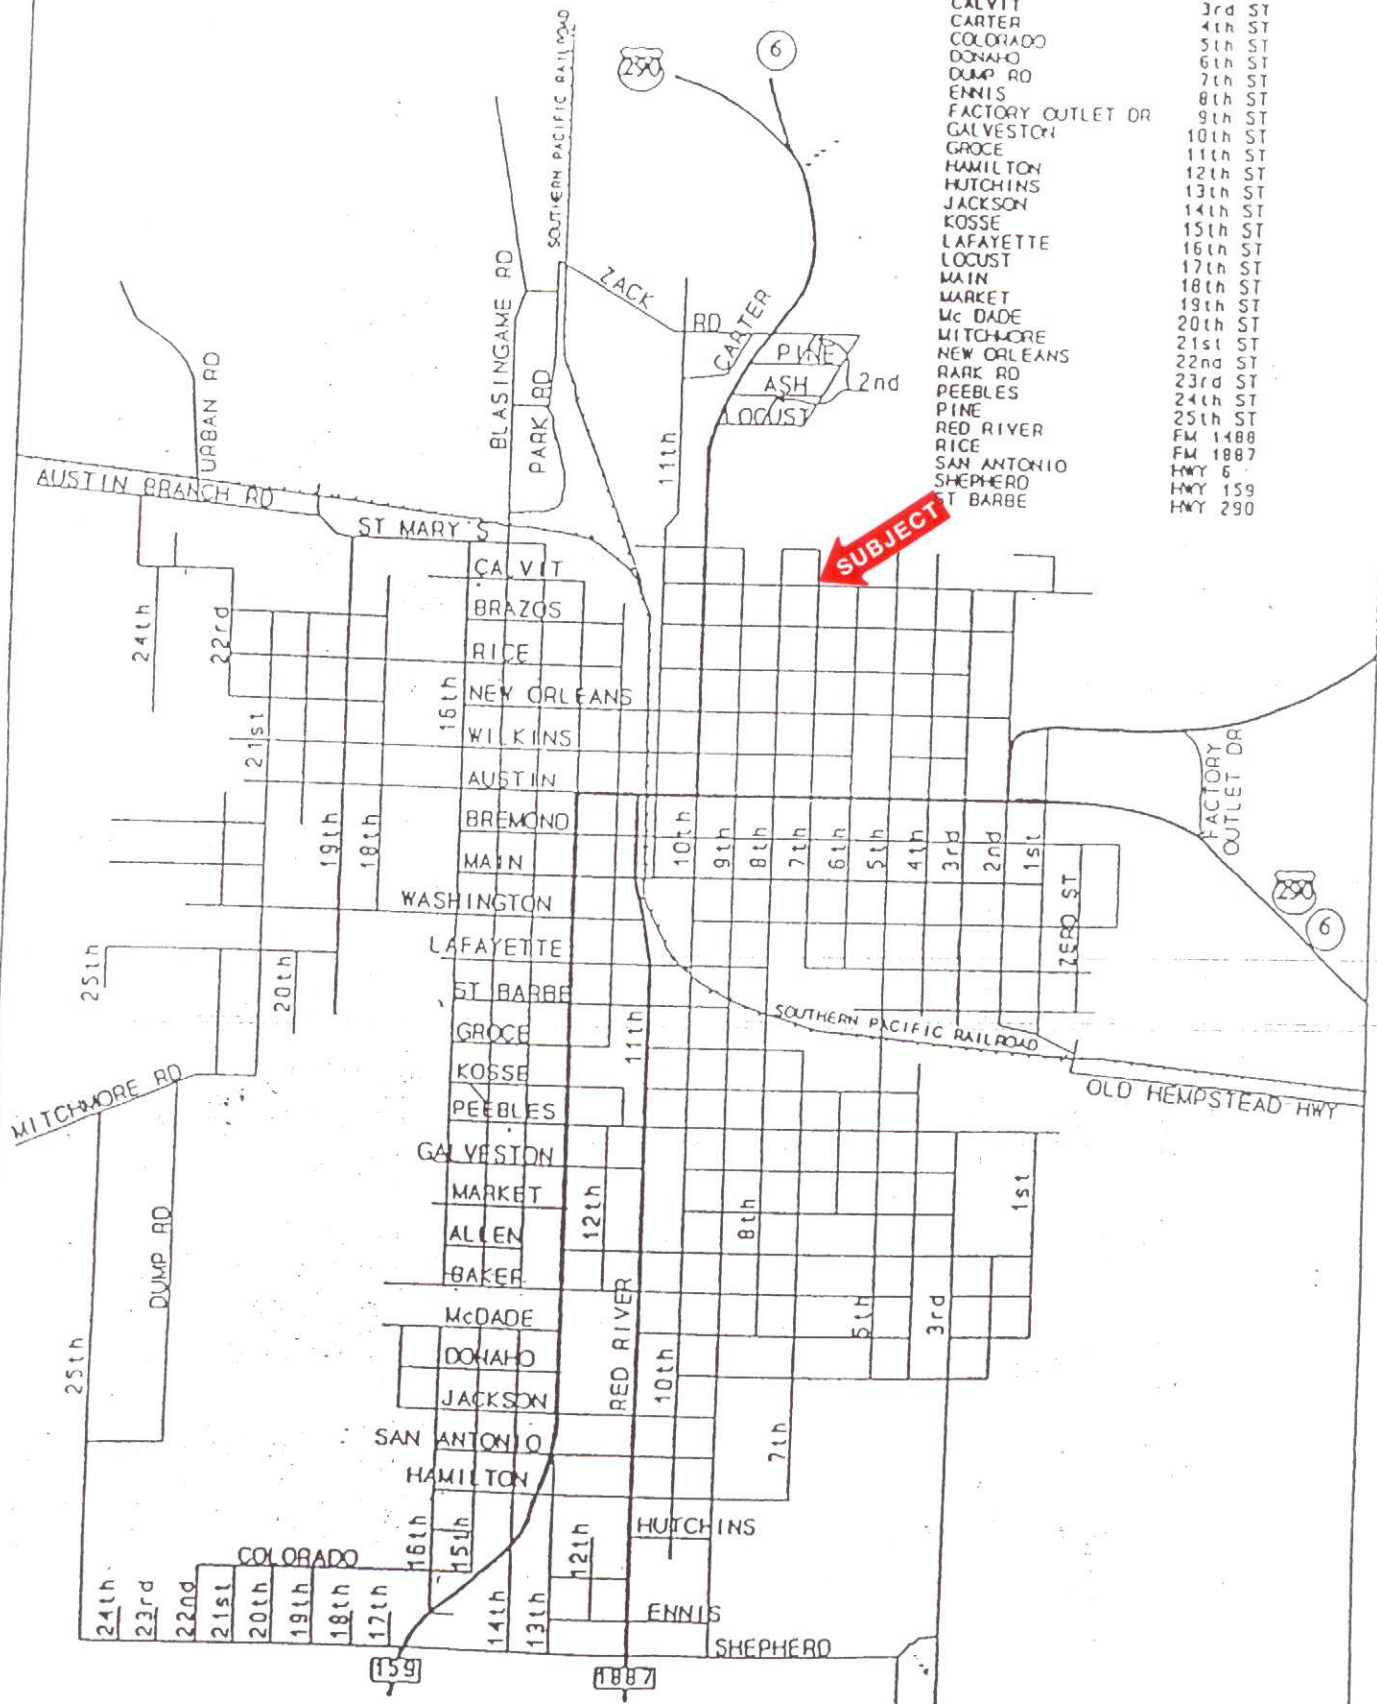 CALVIT 3rd ST
CARTER 4th ST
COLORADO 5th ST
DONAHO 6th ST
DUMP RD 7th ST
ENNIS 8th ST
FACTORY OUTLET DR 9th ST
GALVESTON 10th ST
GROCE 11th ST
HAMILTON 12th ST
HUTCHINS 13th ST
JACKSON 14th ST
KOSSE 15th ST
LAFAYETTE 16th ST
LOCUST 17th ST
MAIN 18th ST
MARKET 19th ST
Mc DADE 20th ST
MITCHMORE 21st ST
NEW ORLEANS 22nd ST
RARK RD 23rd ST
PEEBLES 24th ST
PINE 25th ST
RED RIVER FM 1488
RICE FM 1887
SAN ANTONIO HWY 6
SHEPHERD HWY 159
ST BARBE HWY 290
290
6
SOUTHERN PACIFIC RAILROAD
BLASINGAME RD
ZACK RD
CARTER
PINE
ASH
2nd
LOCUST
PARK RD
11th
URBAN RD
AUSTIN BRANCH RD
ST MARY'S
SUBJECT
CALVIT
BRAZOS
RICE
NEW ORLEANS
WILKINS
AUSTIN
BREMOND
MAIN
WASHINGTON
LAFAYETTE
ST BARBE
GROCE
KOSSE
PEEBLES
GALVESTON
MARKET
ALLEN
BAKER
McDADE
DONAHO
JACKSON
SAN ANTONIO
HAMILTON
24th
22rd
16th
21st
19th
18th
10th
9th
8th
7th
6th
5th
4th
3rd
2nd
1st
ZERO ST
FACTORY
OUTLET DR
290
6
25th
20th
11th
SOUTHERN PACIFIC RAILROAD
OLD HEMPSTEAD HWY
MITCHMORE RD
DUMP RD
25th
12th
8th
1st
RED RIVER
10th
5th
3rd
7th
HUTCHINS
COLORADO
16th
15th
12th
24th
23rd
22nd
21st
20th
19th
18th
17th
14th
13th
ENNIS
SHEPHERD
159
1887